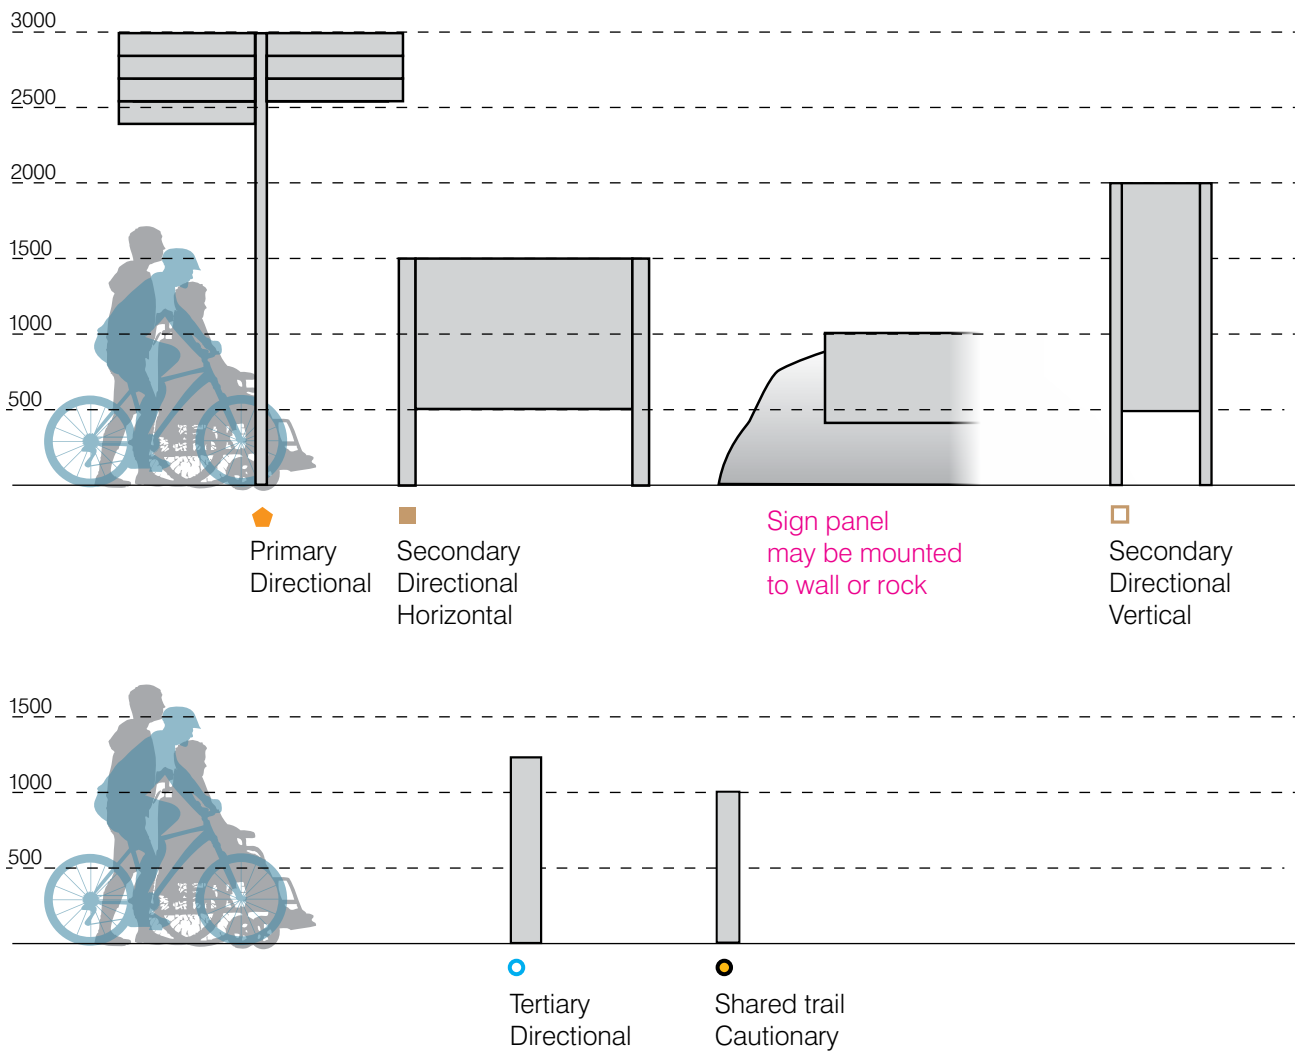 3000
2500
2000
1500
1000
500
Primary
Directional
Secondary
Directional
Horizontal
Sign panel
may be mounted
to wall or rock
Secondary
Directional
Vertical
1500
1000
500
Tertiary
Directional
Shared trail
Cautionary